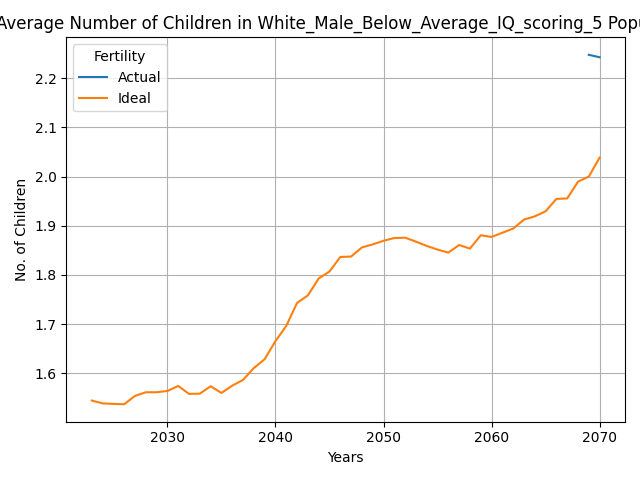 Average Number of Children in White_Male_Below_Average_IQ_scoring_5 Popu
Fertility
Actual
Ideal
No. of Children
2.2
2.1
2.0
1.9
1.8
1.7
1.6
2030 2040 2050 2060 2070
Years